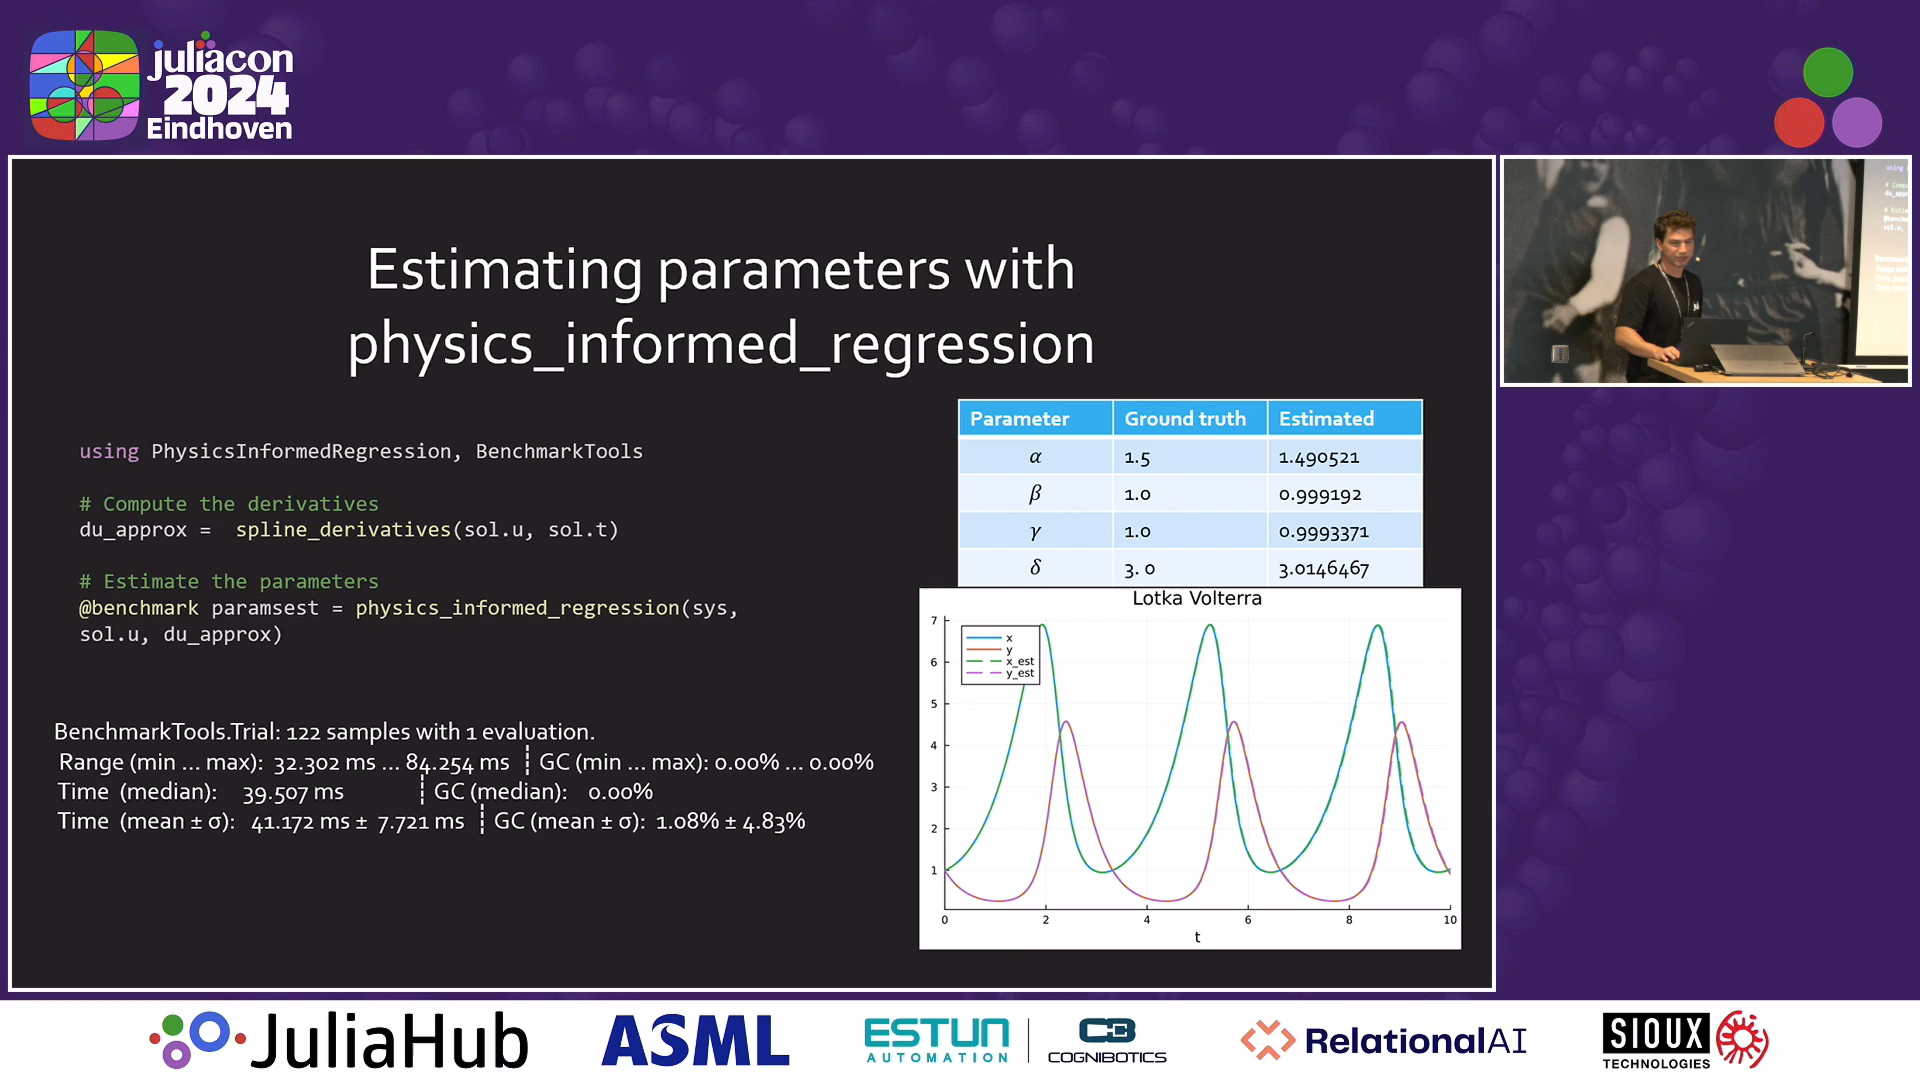 juliacon
2024
Eindhoven
Estimating parameters with
physics_informed_regression
using PhysicsInformedRegression, BenchmarkTools
# Compute the derivatives
du_approx = spline_derivatives(sol.u, sol.t)
# Estimate the parameters
@benchmark paramsest = physics_informed_regression(sys,
sol.u, du_approx)
BenchmarkTools.Trial: 122 samples with 1 evaluation.
Range (min ... max): 32.302 ms ... 84.254 ms ┊ GC (min ... max): 0.00% ... 0.00%
Time (median): 39.507 ms ┊ GC (median): 0.00%
Time (mean ± σ): 41.172 ms ± 7.721 ms ┊ GC (mean ± σ): 1.08% ± 4.83%
Parameter Ground truth Estimated
α 1.5 1.490521
β 1.0 0.999192
γ 1.0 0.9993371
δ 3. 0 3.0146467
Lotka Volterra
x
y
x_est
y_est
7
6
5
4
3
2
1
0 2 4 6 8 10
t
JuliaHub
ASML
ESTUN
AUTOMATION
COGNIBOTICS
RelationalAI
SIOUX
TECHNOLOGIES